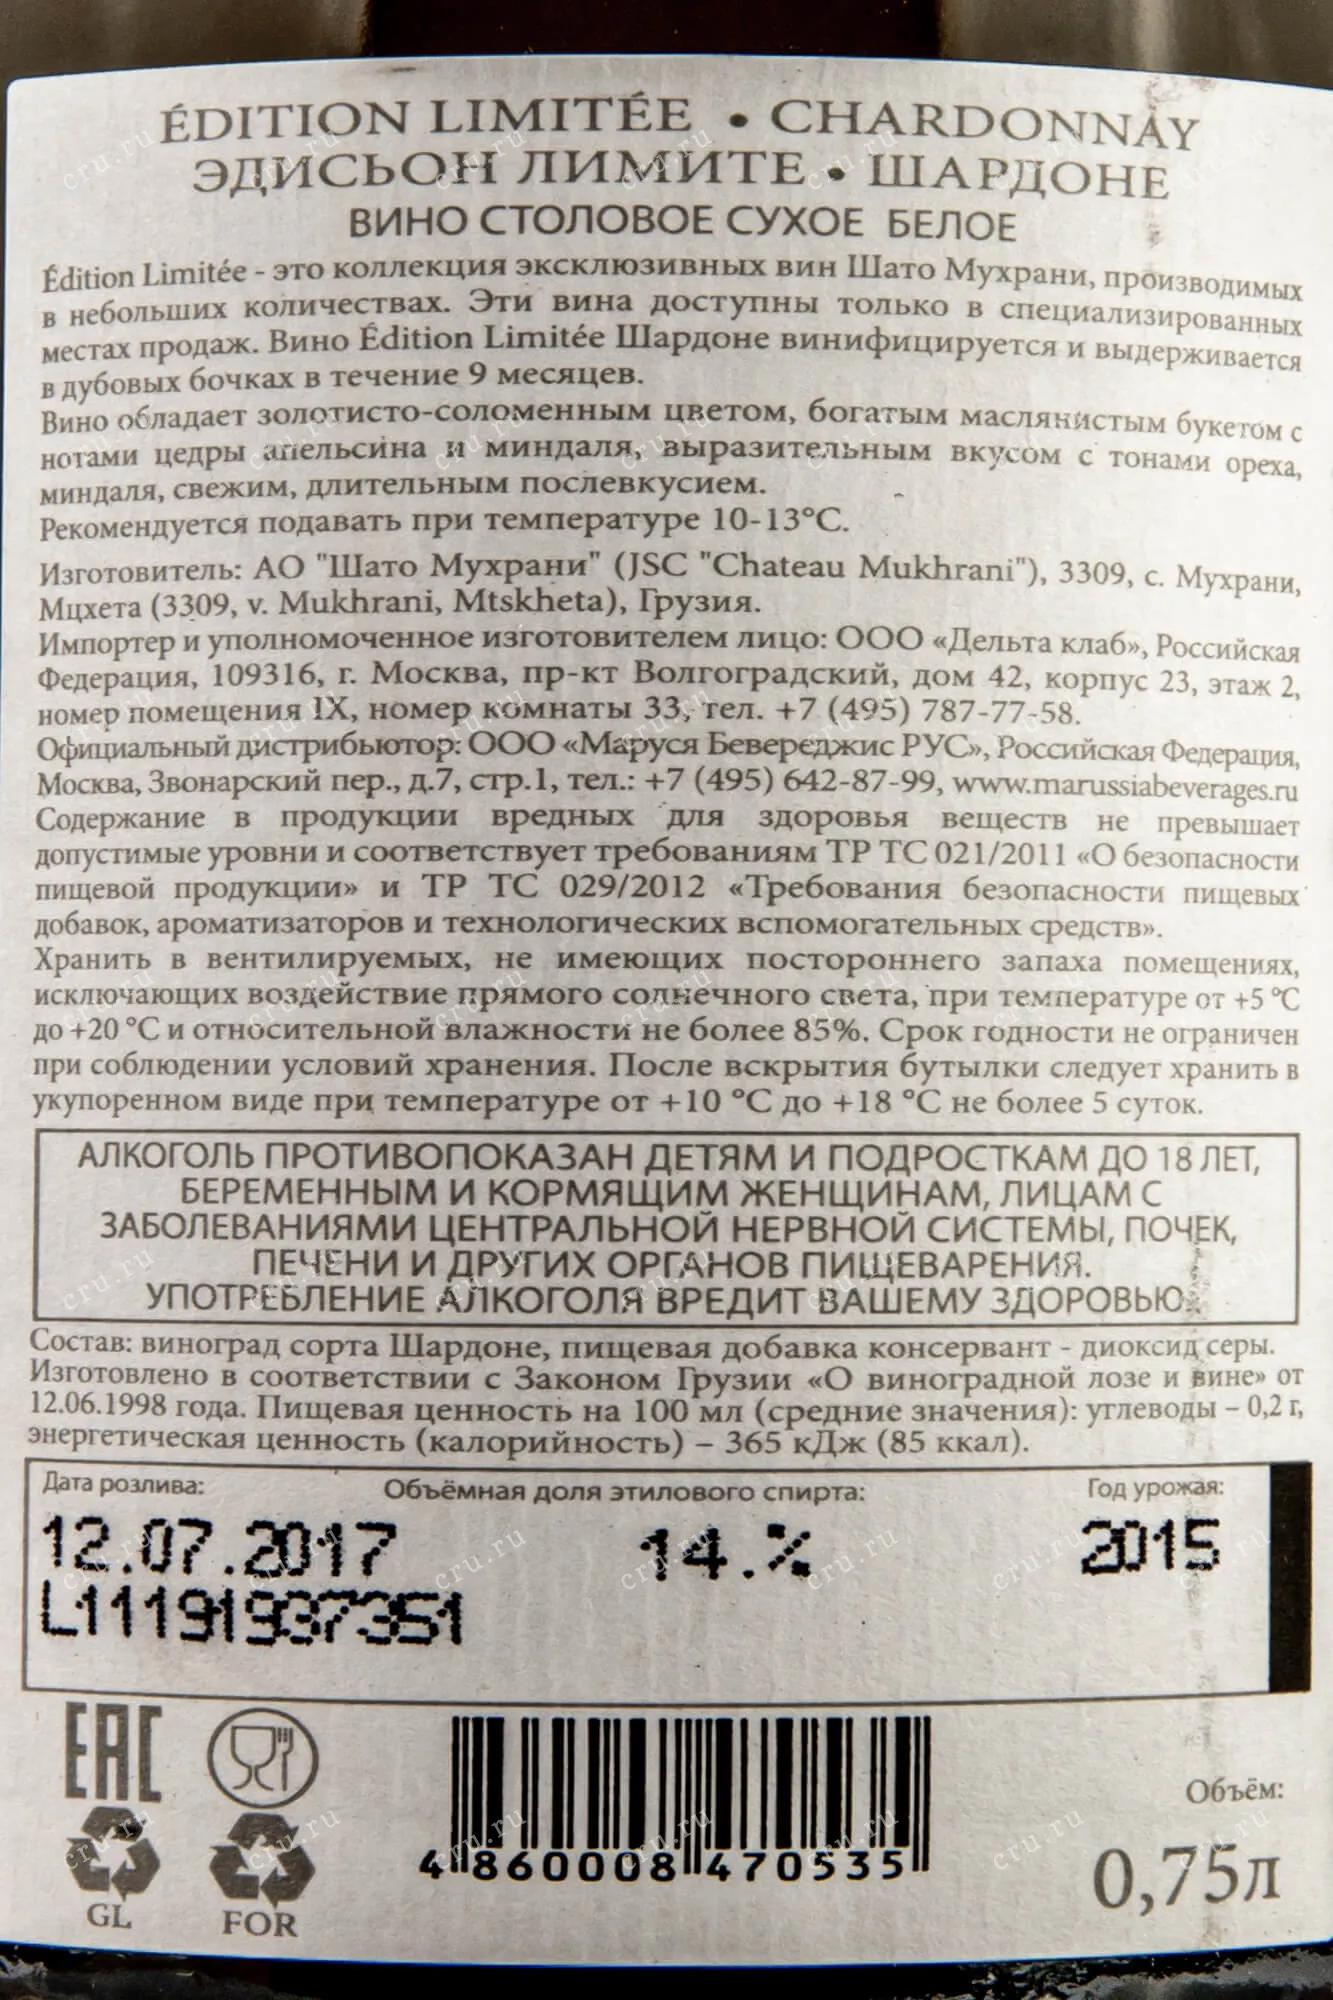 ÉDITION LIMITÉE • CHARDONNAY
ЭДИСЬОН ЛИМИТЕ • ШАРДОНЕ
ВИНО СТОЛОВОЕ СУХОЕ БЕЛОЕ
Édition Limitée - это коллекция эксклюзивных вин Шато Мухрани, производимых
в небольших количествах. Эти вина доступны только в специализированных
местах продаж. Вино Édition Limitée Шардоне винифицируется и выдерживается
в дубовых бочках в течение 9 месяцев.
Вино обладает золотисто-соломенным цветом, богатым маслянистым букетом с
нотами цедры апельсина и миндаля, выразительным вкусом с тонами ореха,
миндаля, свежим, длительным послевкусием.
Рекомендуется подавать при температуре 10-13°С.
Изготовитель: АО "Шато Мухрани" (JSC "Chateau Mukhrani"), 3309, с. Мухрани,
Мцхета (3309, v. Mukhrani, Mtskheta), Грузия.
Импортер и уполномоченное изготовителем лицо: ООО «Дельта клаб», Российская
Федерация, 109316, г. Москва, пр-кт Волгоградский, дом 42, корпус 23, этаж 2,
номер помещения IX, номер комнаты 33, тел. +7 (495) 787-77-58.
Официальный дистрибьютор: ООО «Маруся Бевереджис РУС», Российская Федерация,
Москва, Звонарский пер., д.7, стр.1, тел.: +7 (495) 642-87-99, www.marussiabeverages.ru
Содержание в продукции вредных для здоровья веществ не превышает
допустимые уровни и соответствует требованиям ТР ТС 021/2011 «О безопасности
пищевой продукции» и ТР ТС 029/2012 «Требования безопасности пищевых
добавок, ароматизаторов и технологических вспомогательных средств».
Хранить в вентилируемых, не имеющих постороннего запаха помещениях,
исключающих воздействие прямого солнечного света, при температуре от +5 °С
до +20 °С и относительной влажности не более 85%. Срок годности не ограничен
при соблюдении условий хранения. После вскрытия бутылки следует хранить в
укупоренном виде при температуре от +10 °С до +18 °С не более 5 суток.
АЛКОГОЛЬ ПРОТИВОПОКАЗАН ДЕТЯМ И ПОДРОСТКАМ ДО 18 ЛЕТ,
БЕРЕМЕННЫМ И КОРМЯЩИМ ЖЕНЩИНАМ, ЛИЦАМ С
ЗАБОЛЕВАНИЯМИ ЦЕНТРАЛЬНОЙ НЕРВНОЙ СИСТЕМЫ, ПОЧЕК,
ПЕЧЕНИ И ДРУГИХ ОРГАНОВ ПИЩЕВАРЕНИЯ.
УПОТРЕБЛЕНИЕ АЛКОГОЛЯ ВРЕДИТ ВАШЕМУ ЗДОРОВЬЮ.
Состав: виноград сорта Шардоне, пищевая добавка консервант - диоксид серы.
Изготовлено в соответствии с Законом Грузии «О виноградной лозе и вине» от
12.06.1998 года. Пищевая ценность на 100 мл (средние значения): углеводы – 0,2 г,
энергетическая ценность (калорийность) – 365 кДж (85 ккал).
Дата розлива: Объёмная доля этилового спирта: Год урожая:
12.07.2017 14.% 2015
L11191937351
EAC
GL FOR
4 860008 470535
Объём:
0,75л
cru.ru